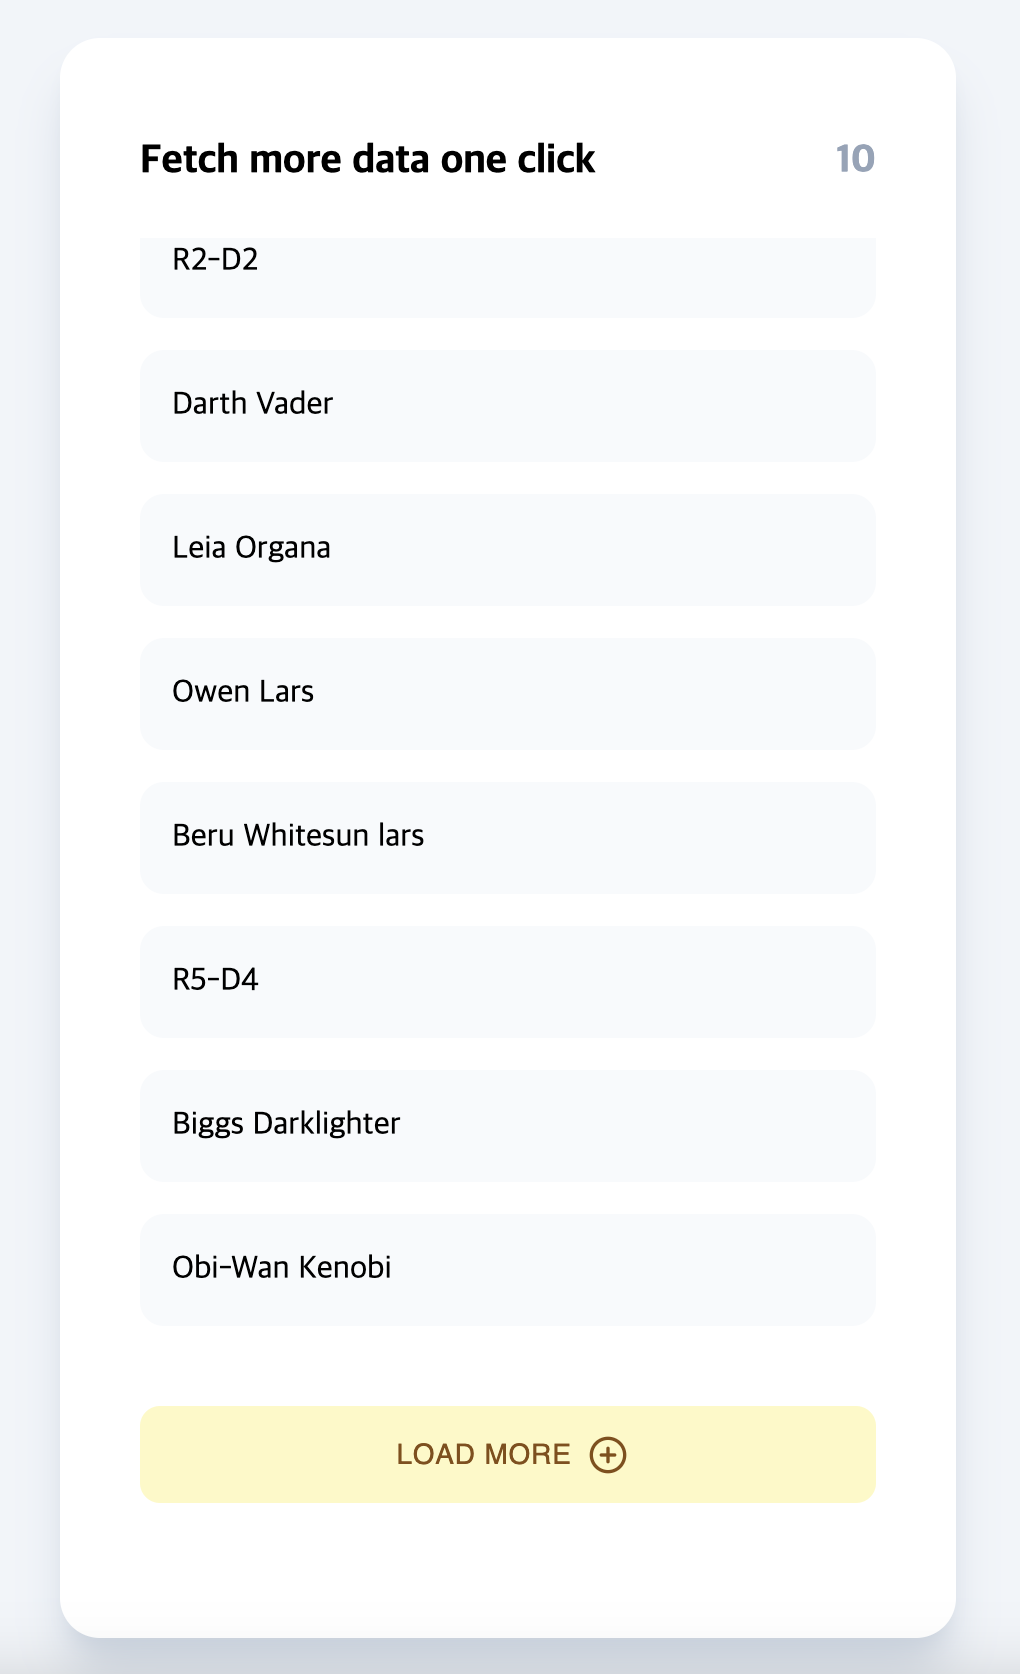 Fetch more data one click
10
R2-D2
Darth Vader
Leia Organa
Owen Lars
Beru Whitesun lars
R5-D4
Biggs Darklighter
Obi-Wan Kenobi
LOAD MORE